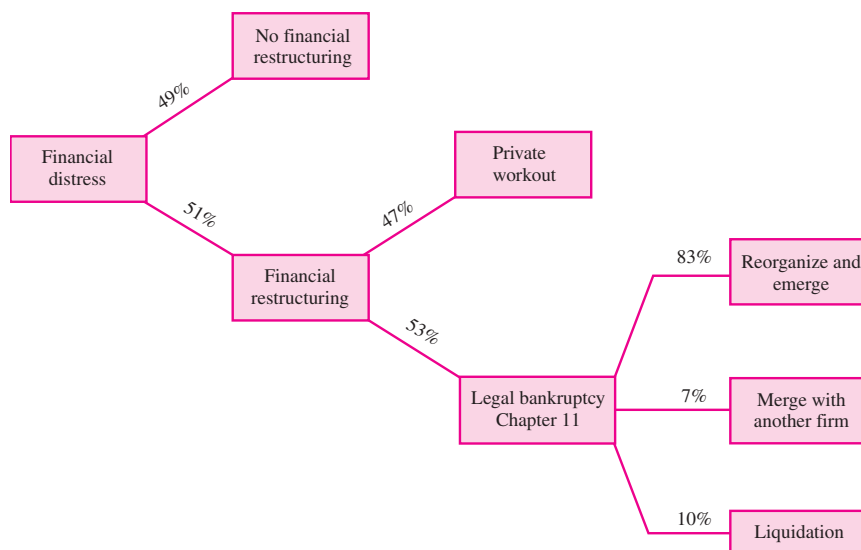 No financial
restructuring
49%
Financial
distress
Private
workout
51%
47%
83%
Reorganize and
emerge
Financial
restructuring
53%
Legal bankruptcy
Chapter 11
7%
Merge with
another firm
10%
Liquidation